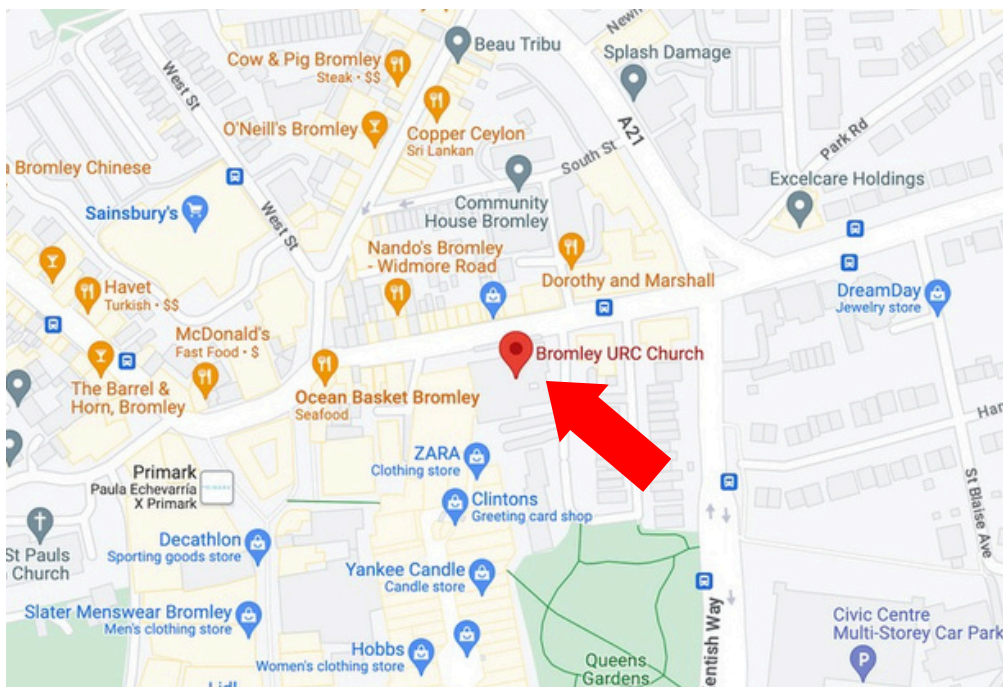 Newm
Beau Tribu
Splash Damage
Cow & Pig Bromley
Steak • $$
West St
O'Neill's Bromley
Copper Ceylon
Sri Lankan
A21
Park Rd
South St
a Bromley Chinese
Excelcare Holdings
Community
House Bromley
Sainsbury's
West St
Nando's Bromley
- Widmore Road
Dorothy and Marshall
Havet
Turkish • $$
DreamDay
Jewelry store
McDonald's
Fast Food • $
Bromley URC Church
The Barrel &
Horn, Bromley
Ocean Basket Bromley
Seafood
Har
ZARA
Clothing store
Primark
Paula Echevarría
X Primark
PRIMARK
Clintons
Greeting card shop
St Blaise Ave
St Pauls
Church
Decathlon
Sporting goods store
Yankee Candle
Candle store
Slater Menswear Bromley
Men's clothing store
entish Way
Civic Centre
Multi-Storey Car Park
P
Hobbs
Women's clothing store
Queens
Gardens
Lidl